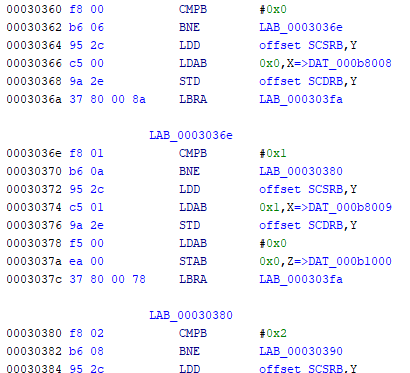 00030360 f8 00 CMPB #0x0
00030362 b6 06 BNE LAB_0003036e
00030364 95 2c LDD offset SCSRB,Y
00030366 c5 00 LDAB 0x0,X=>DAT_000b8008
00030368 9a 2e STD offset SCDRB,Y
0003036a 37 80 00 8a LBRA LAB_000303fa
LAB_0003036e
0003036e f8 01 CMPB #0x1
00030370 b6 0a BNE LAB_00030380
00030372 95 2c LDD offset SCSRB,Y
00030374 c5 01 LDAB 0x1,X=>DAT_000b8009
00030376 9a 2e STD offset SCDRB,Y
00030378 f5 00 LDAB #0x0
0003037a ea 00 STAB 0x0,Z=>DAT_000b1000
0003037c 37 80 00 78 LBRA LAB_000303fa
LAB_00030380
00030380 f8 02 CMPB #0x2
00030382 b6 08 BNE LAB_00030390
00030384 95 2c LDD offset SCSRB,Y